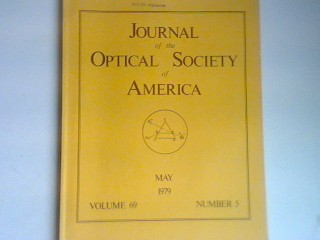 JOURNAL
of the
OPTICAL SOCIETY
of
AMERICA
MAY
1979
VOLUME 69 NUMBER 5